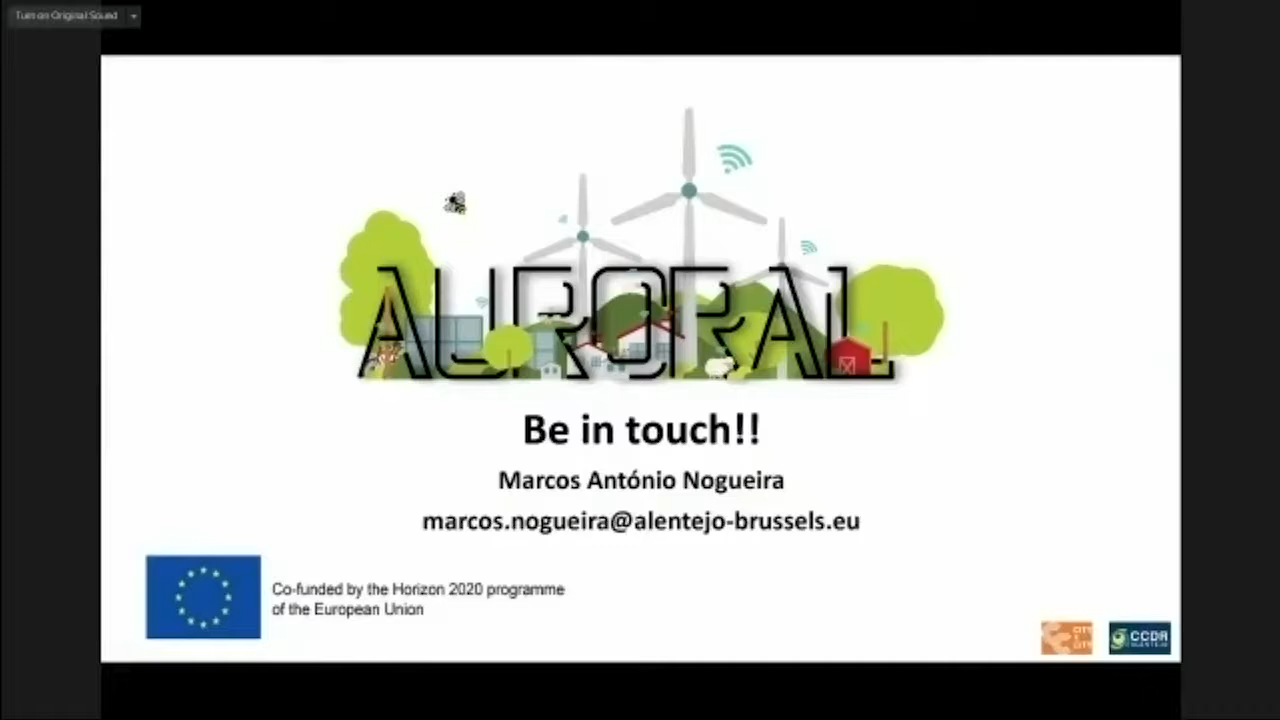 Turn on Original Sound
AURORAL
Be in touch!!
Marcos António Nogueira
marcos.nogueira@alentejo-brussels.eu
Co-funded by the Horizon 2020 programme
of the European Union
CCDR
ALENTEJO